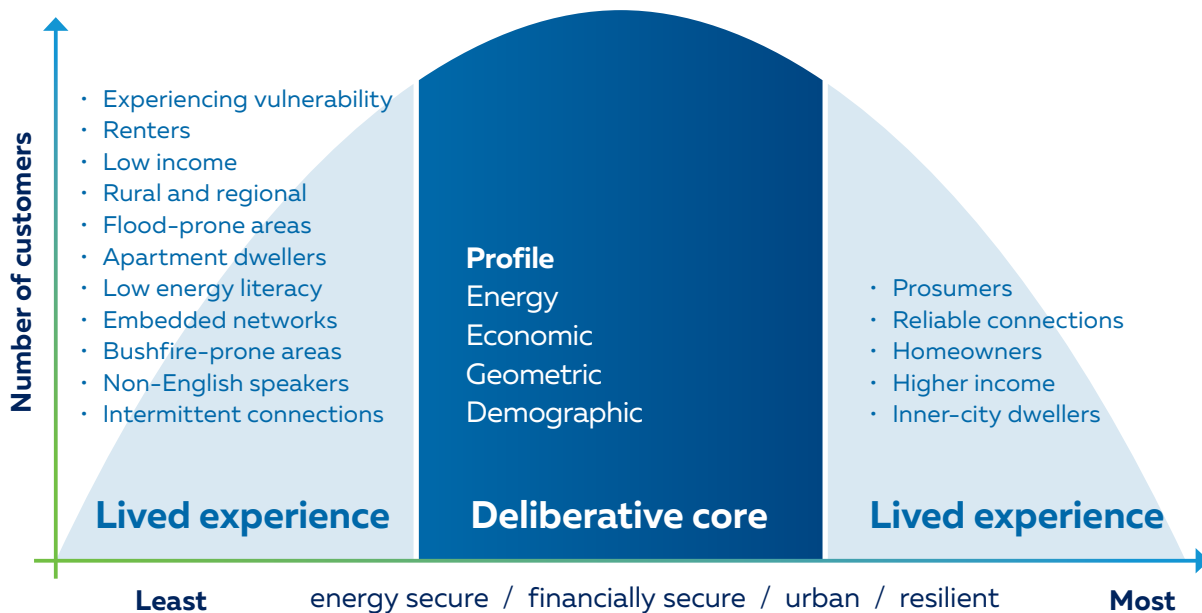 Number of customers
· Experiencing vulnerability
· Renters
· Low income
· Rural and regional
· Flood-prone areas
· Apartment dwellers
· Low energy literacy
· Embedded networks
· Bushfire-prone areas
· Non-English speakers
· Intermittent connections
Lived experience
Profile
Energy
Economic
Geometric
Demographic
Deliberative core
· Prosumers
· Reliable connections
· Homeowners
· Higher income
· Inner-city dwellers
Lived experience
Least
energy secure / financially secure / urban / resilient
Most